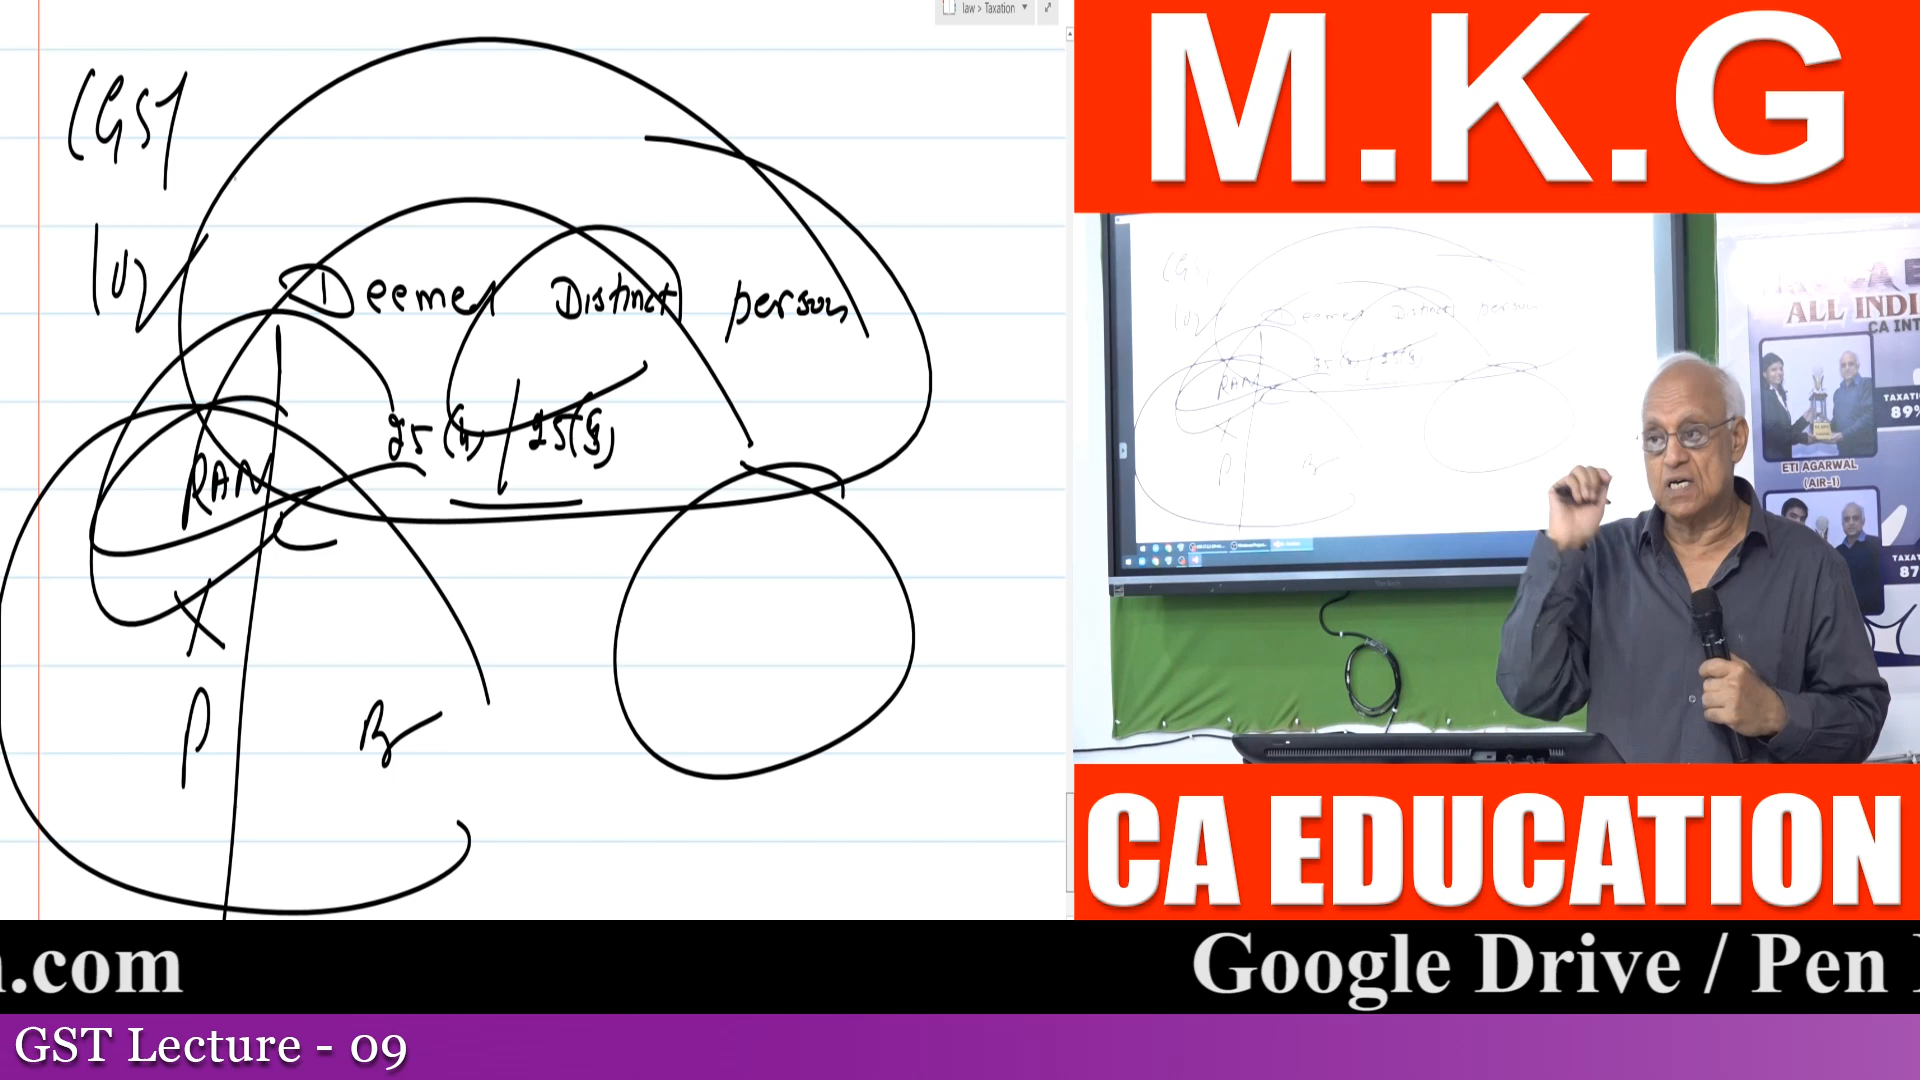 law > Taxation
CGST
Deemed Distinct person
25(4) / 25(5)
RAM
X
P
M.K.G
ALL INDI
CA INT
TAXATI
89%
ETI AGARWAL
(AIR-1)
TAXAT
87
CA EDUCATION
.com
Google Drive / Pen
GST Lecture - 09